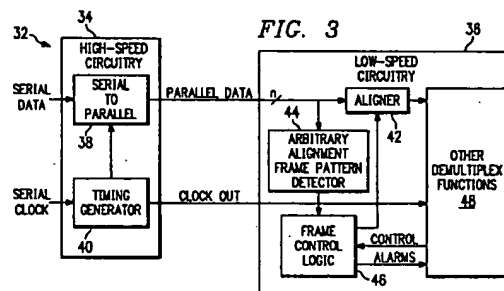 FIG. 3
32
34
HIGH-SPEED
CIRCUITRY
SERIAL
DATA
SERIAL
TO
PARALLEL
38
PARALLEL DATA
n
SERIAL
CLOCK
TIMING
GENERATOR
40
CLOCK OUT
36
LOW-SPEED
CIRCUITRY
ALIGNER
42
44
ARBITRARY
ALIGNMENT
FRAME PATTERN
DETECTOR
FRAME
CONTROL
LOGIC
46
CONTROL
ALARMS
OTHER
DEMULTIPLEX
FUNCTIONS
48